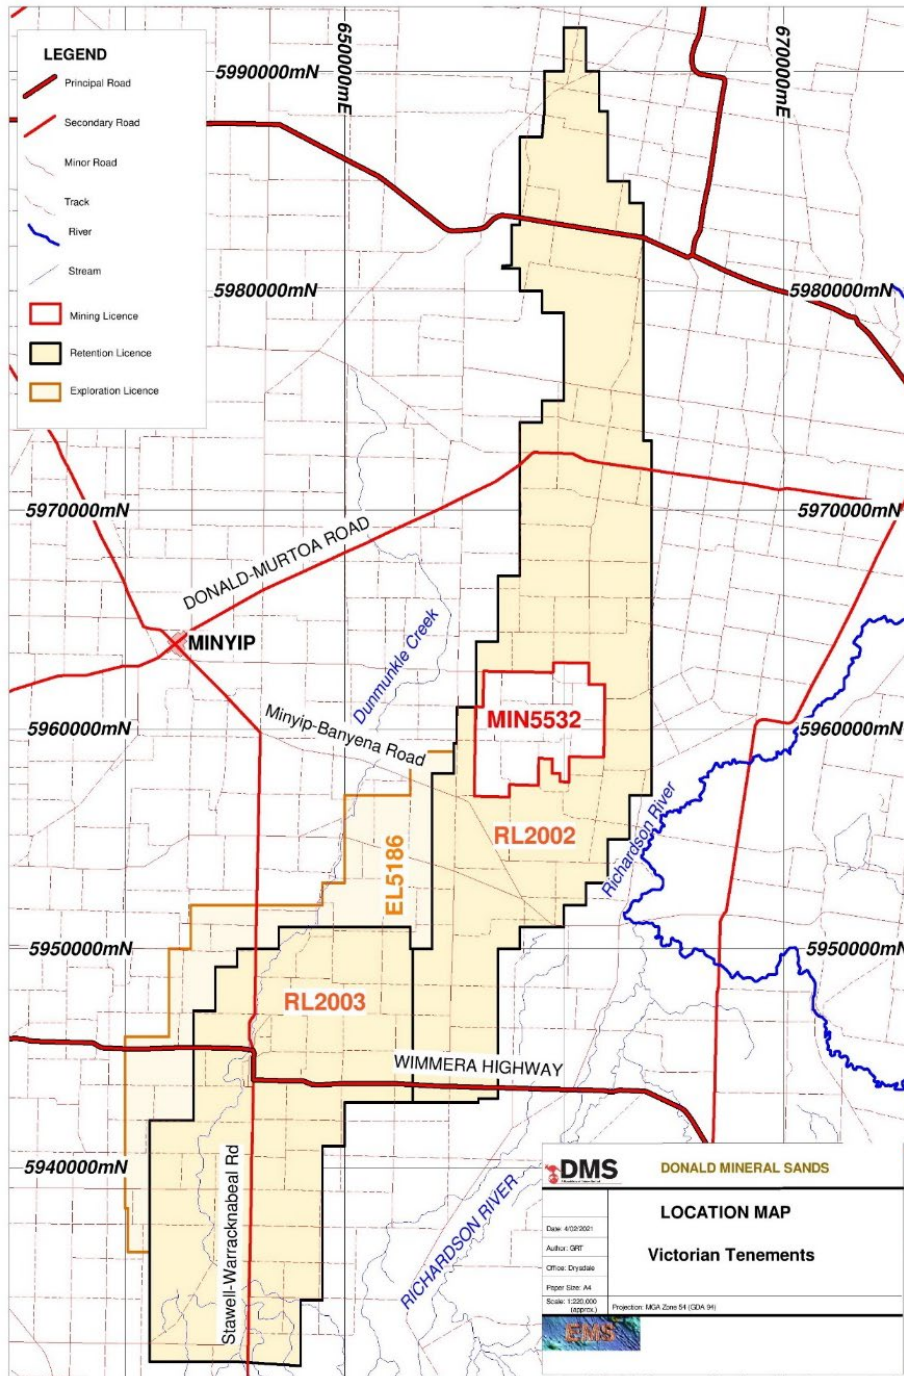 LEGEND
Principal Road
Secondary Road
Minor Road
Track
River
Stream
Mining Licence
Retention Licence
Exploration Licence
650000mE
670000mE
5990000mN
5980000mN
5980000mN
5970000mN
5970000mN
DONALD-MURTOA ROAD
MINYIP
Dunmunkle Creek
Minyip-Banyena Road
MIN5532
5960000mN
5960000mN
RL2002
Richardson River
EL5186
5950000mN
5950000mN
RL2003
WIMMERA HIGHWAY
5940000mN
Stawell-Warracknabeal Rd
RICHARDSON RIVER
DMS
DONALD MINERAL SANDS
LOCATION MAP
Victorian Tenements
Date: 4/02/2021
Author: GRT
Office: Drysdale
Paper Size: A4
Scale: 1:220,000
(approx.)
Projection: MGA Zone 54 (GDA 94)
EMS